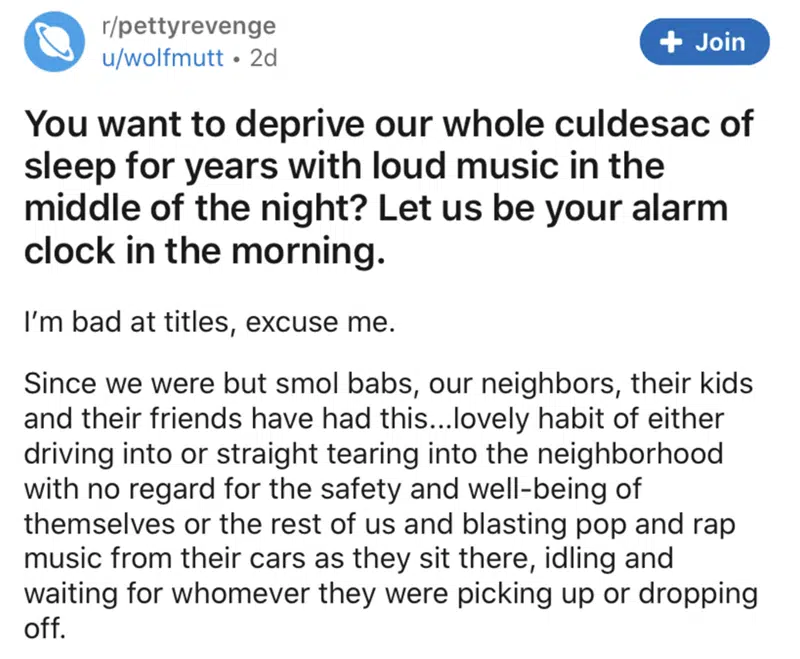 r/pettyrevenge
u/wolfmutt • 2d
+ Join
You want to deprive our whole culdesac of
sleep for years with loud music in the
middle of the night? Let us be your alarm
clock in the morning.
I'm bad at titles, excuse me.
Since we were but smol babs, our neighbors, their kids
and their friends have had this...lovely habit of either
driving into or straight tearing into the neighborhood
with no regard for the safety and well-being of
themselves or the rest of us and blasting pop and rap
music from their cars as they sit there, idling and
waiting for whomever they were picking up or dropping
off.